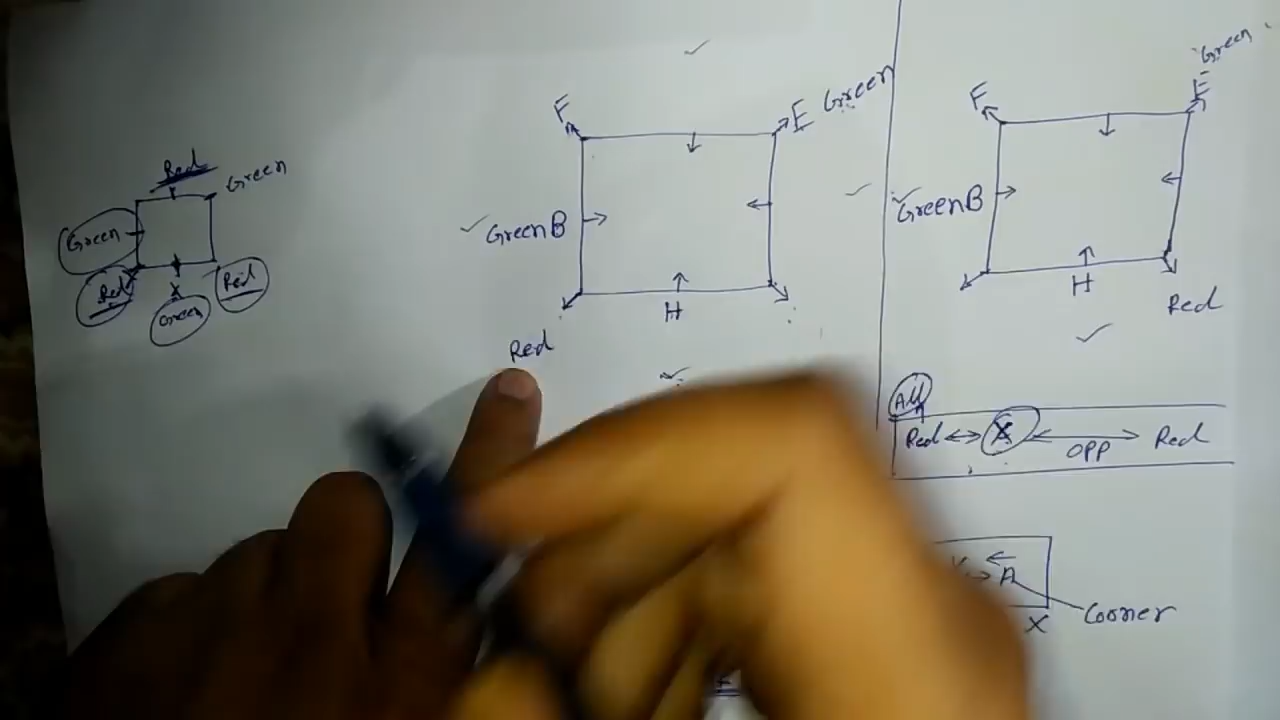 Red
Green
Green
Red
X
Green
Red
F
E Green
Green B
H
Red
Green
F
E
Green B
H
Red
All
Red ↔ X ↔ Red
OPP
A
X
Corner